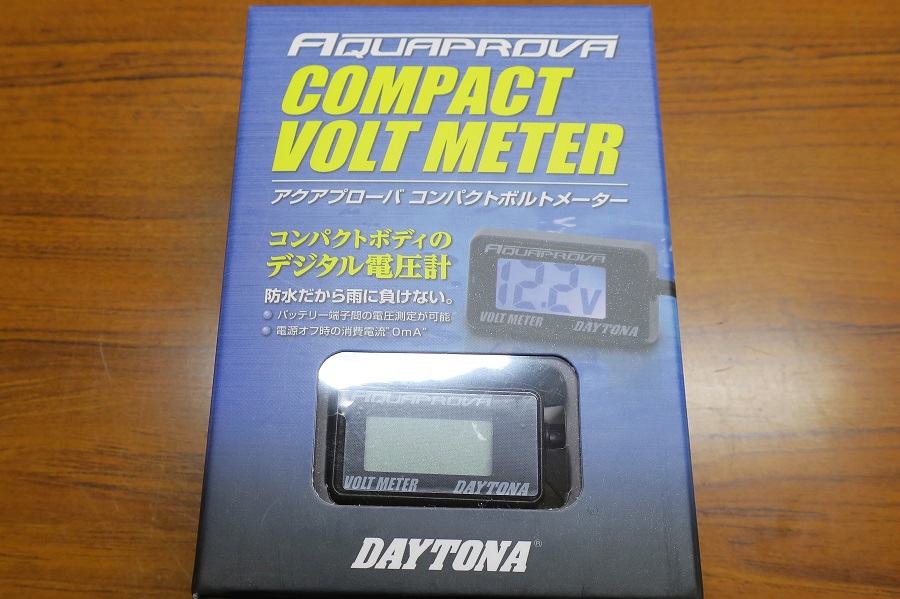 AQUAPROVA
COMPACT
VOLT METER
アクアプローバ コンパクトボルトメーター
コンパクトボディの
デジタル電圧計
防水だから雨に負けない。
● バッテリー端子間の電圧測定が可能
● 電源オフ時の消費電流"0mA"
AQUAPROVA
12.2V
VOLT METER DAYTONA
AQUAPROVA
VOLT METER DAYTONA
DAYTONA®